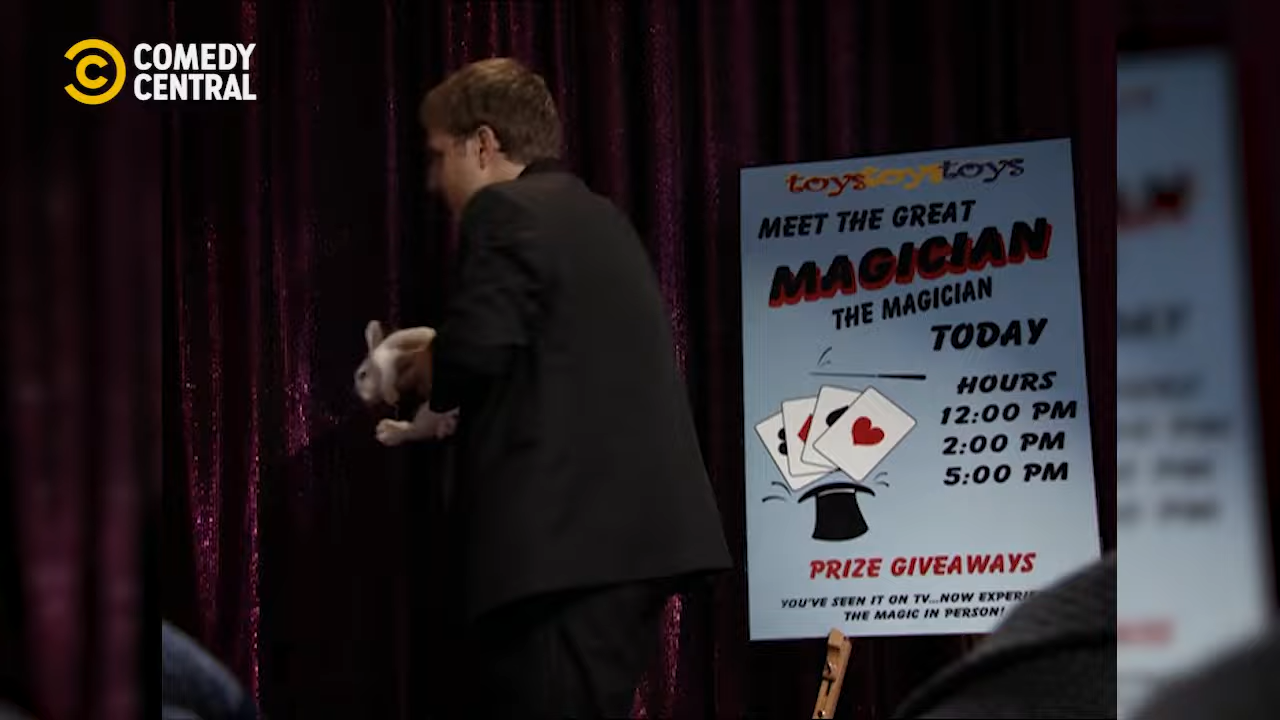 COMEDY
CENTRAL
toystoystoys
MEET THE GREAT
MAGICIAN
THE MAGICIAN
TODAY
HOURS
12:00 PM
2:00 PM
5:00 PM
PRIZE GIVEAWAYS
YOU'VE SEEN IT ON TV...NOW
THE MAGIC IN PERSON!